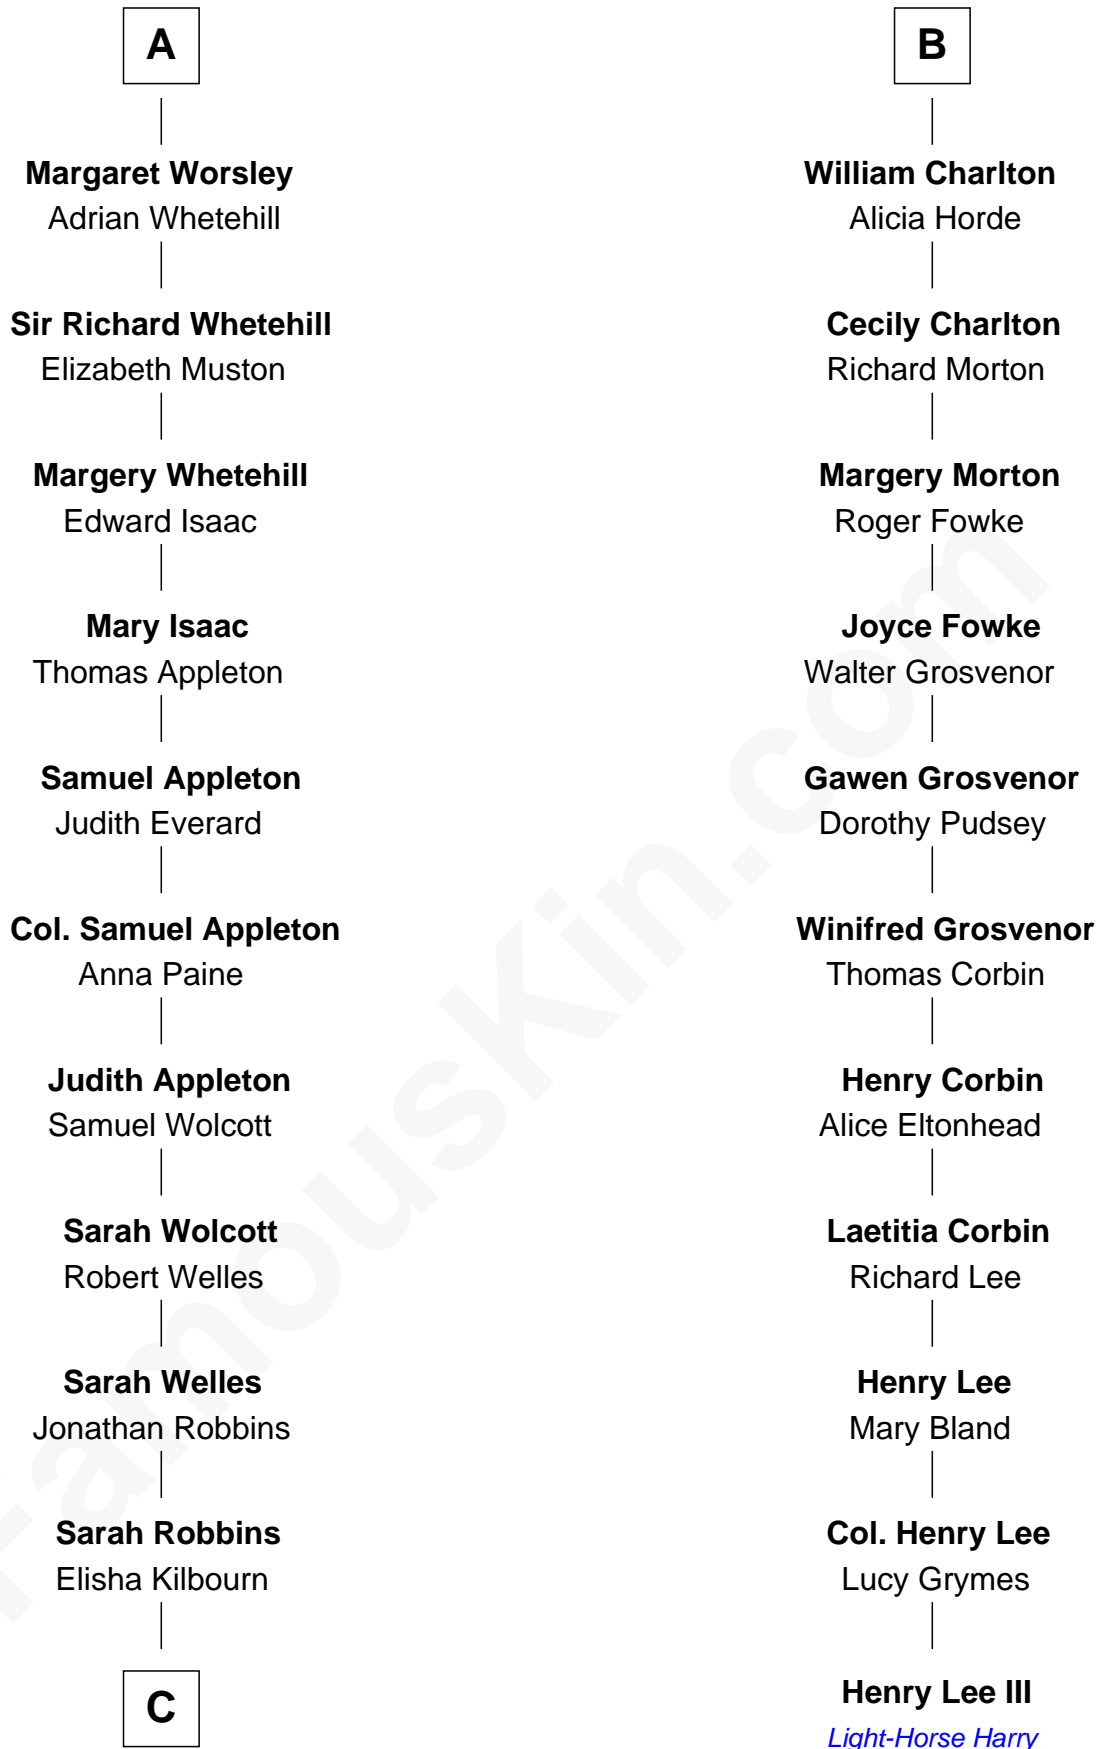 A
Margaret Worsley
Adrian Whetehill
Sir Richard Whetehill
Elizabeth Muston
Margery Whetehill
Edward Isaac
Mary Isaac
Thomas Appleton
Samuel Appleton
Judith Everard
Col. Samuel Appleton
Anna Paine
Judith Appleton
Samuel Wolcott
Sarah Wolcott
Robert Welles
Sarah Welles
Jonathan Robbins
Sarah Robbins
Elisha Kilbourn
C
B
William Charlton
Alicia Horde
Cecily Charlton
Richard Morton
Margery Morton
Roger Fowke
Joyce Fowke
Walter Grosvenor
Gawen Grosvenor
Dorothy Pudsey
Winifred Grosvenor
Thomas Corbin
Henry Corbin
Alice Eltonhead
Laetitia Corbin
Richard Lee
Henry Lee
Mary Bland
Col. Henry Lee
Lucy Grymes
Henry Lee III
Light-Horse Harry
FamousKin.com